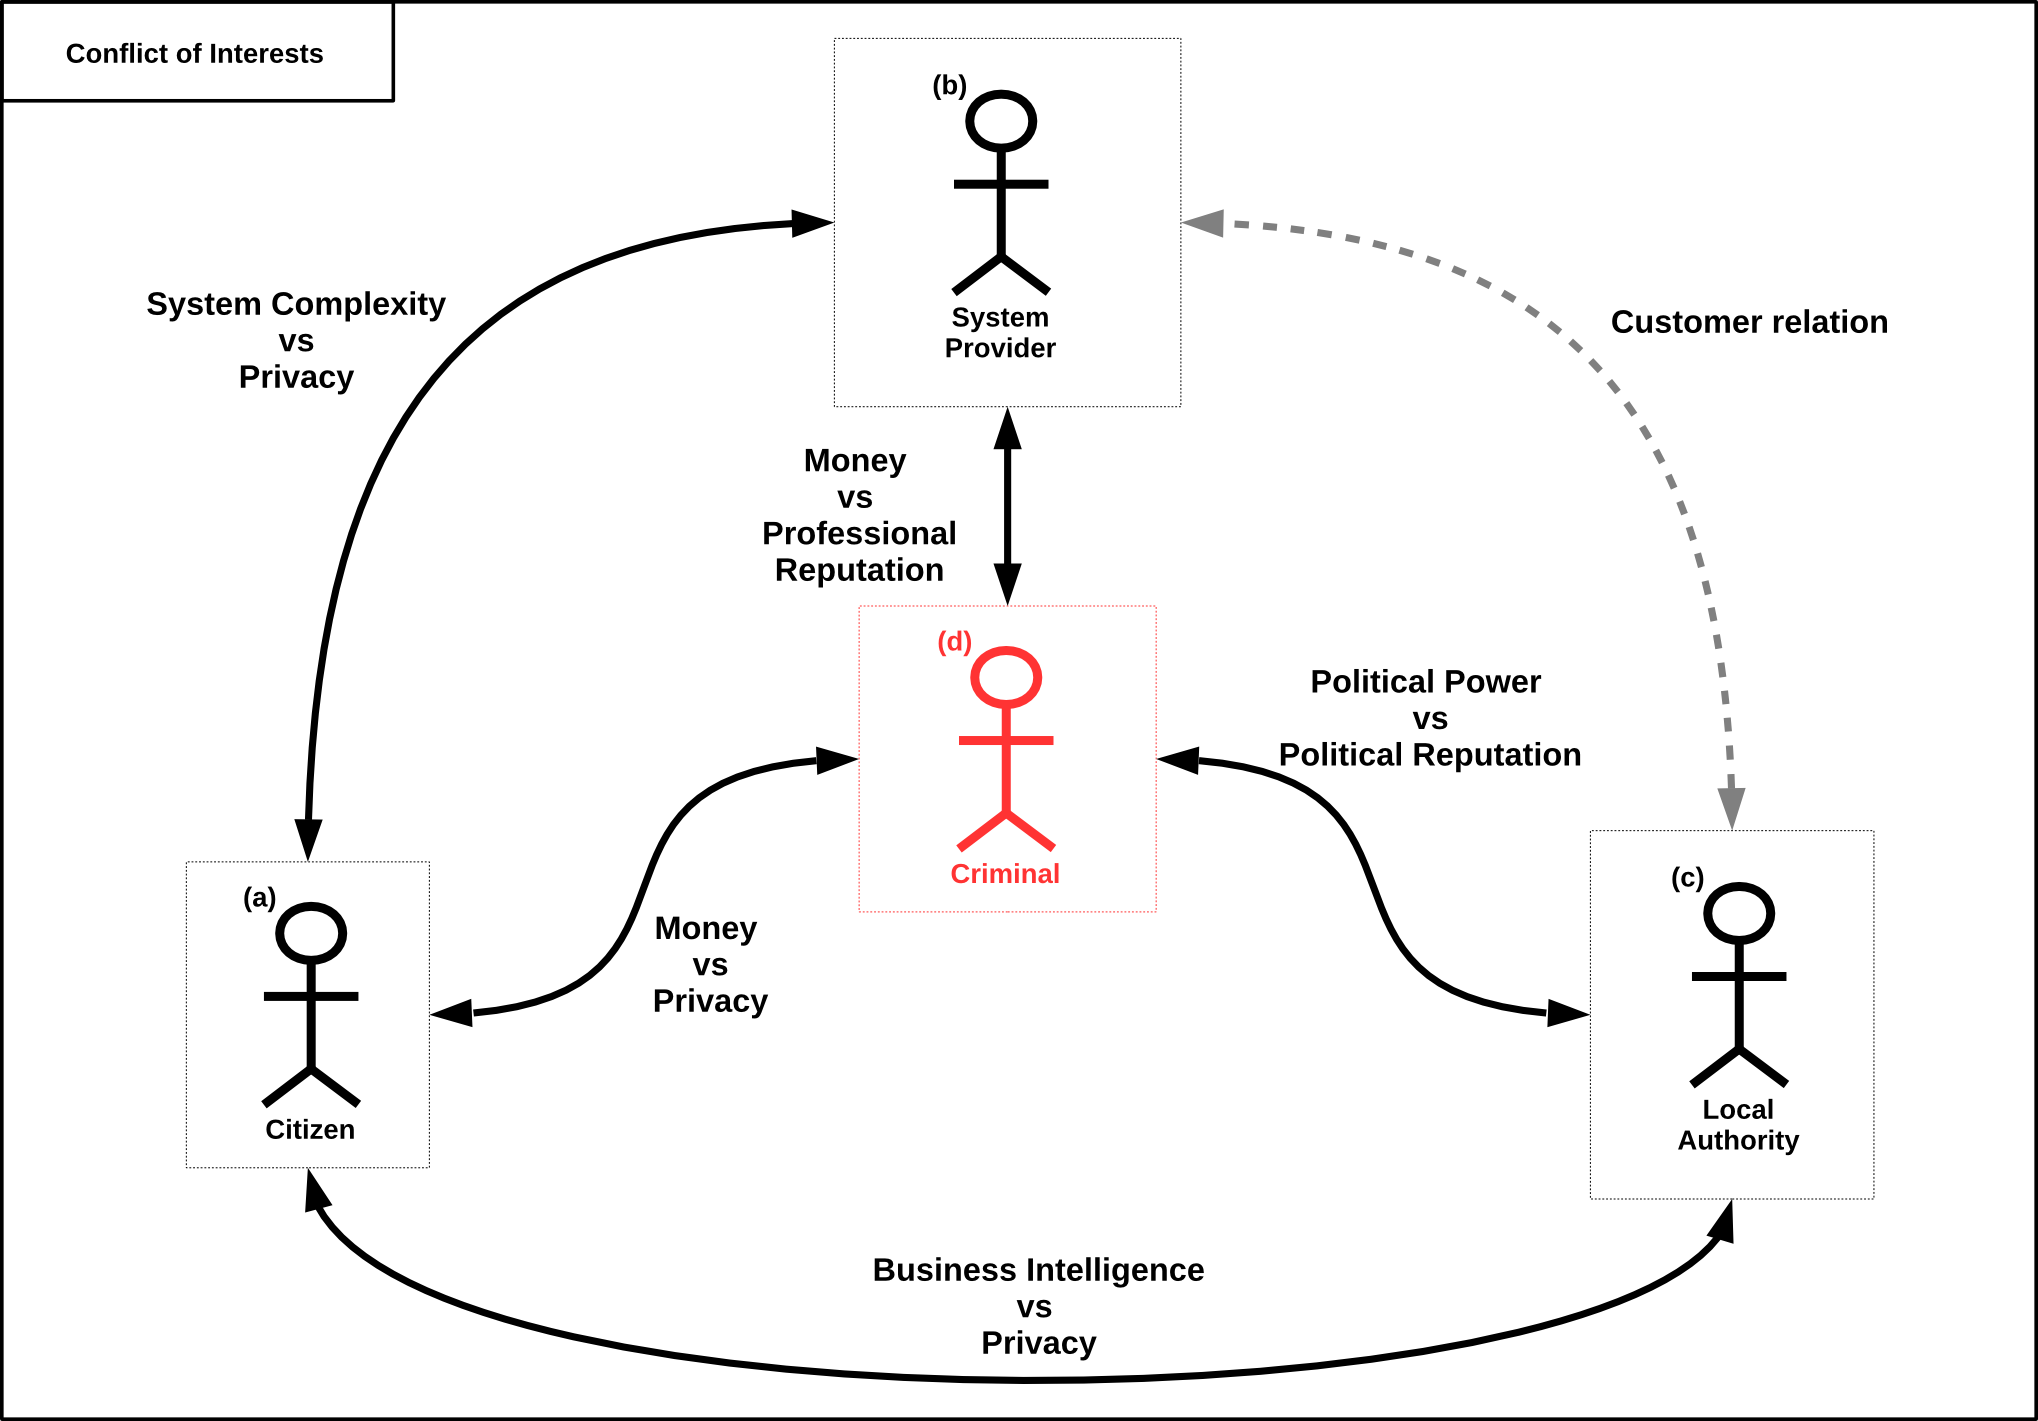 Conflict of Interests
(b)
System
Provider
System Complexity
vs
Privacy
Customer relation
Money
vs
Professional
Reputation
(d)
Criminal
Political Power
vs
Political Reputation
(a)
Citizen
Money
vs
Privacy
(c)
Local
Authority
Business Intelligence
vs
Privacy